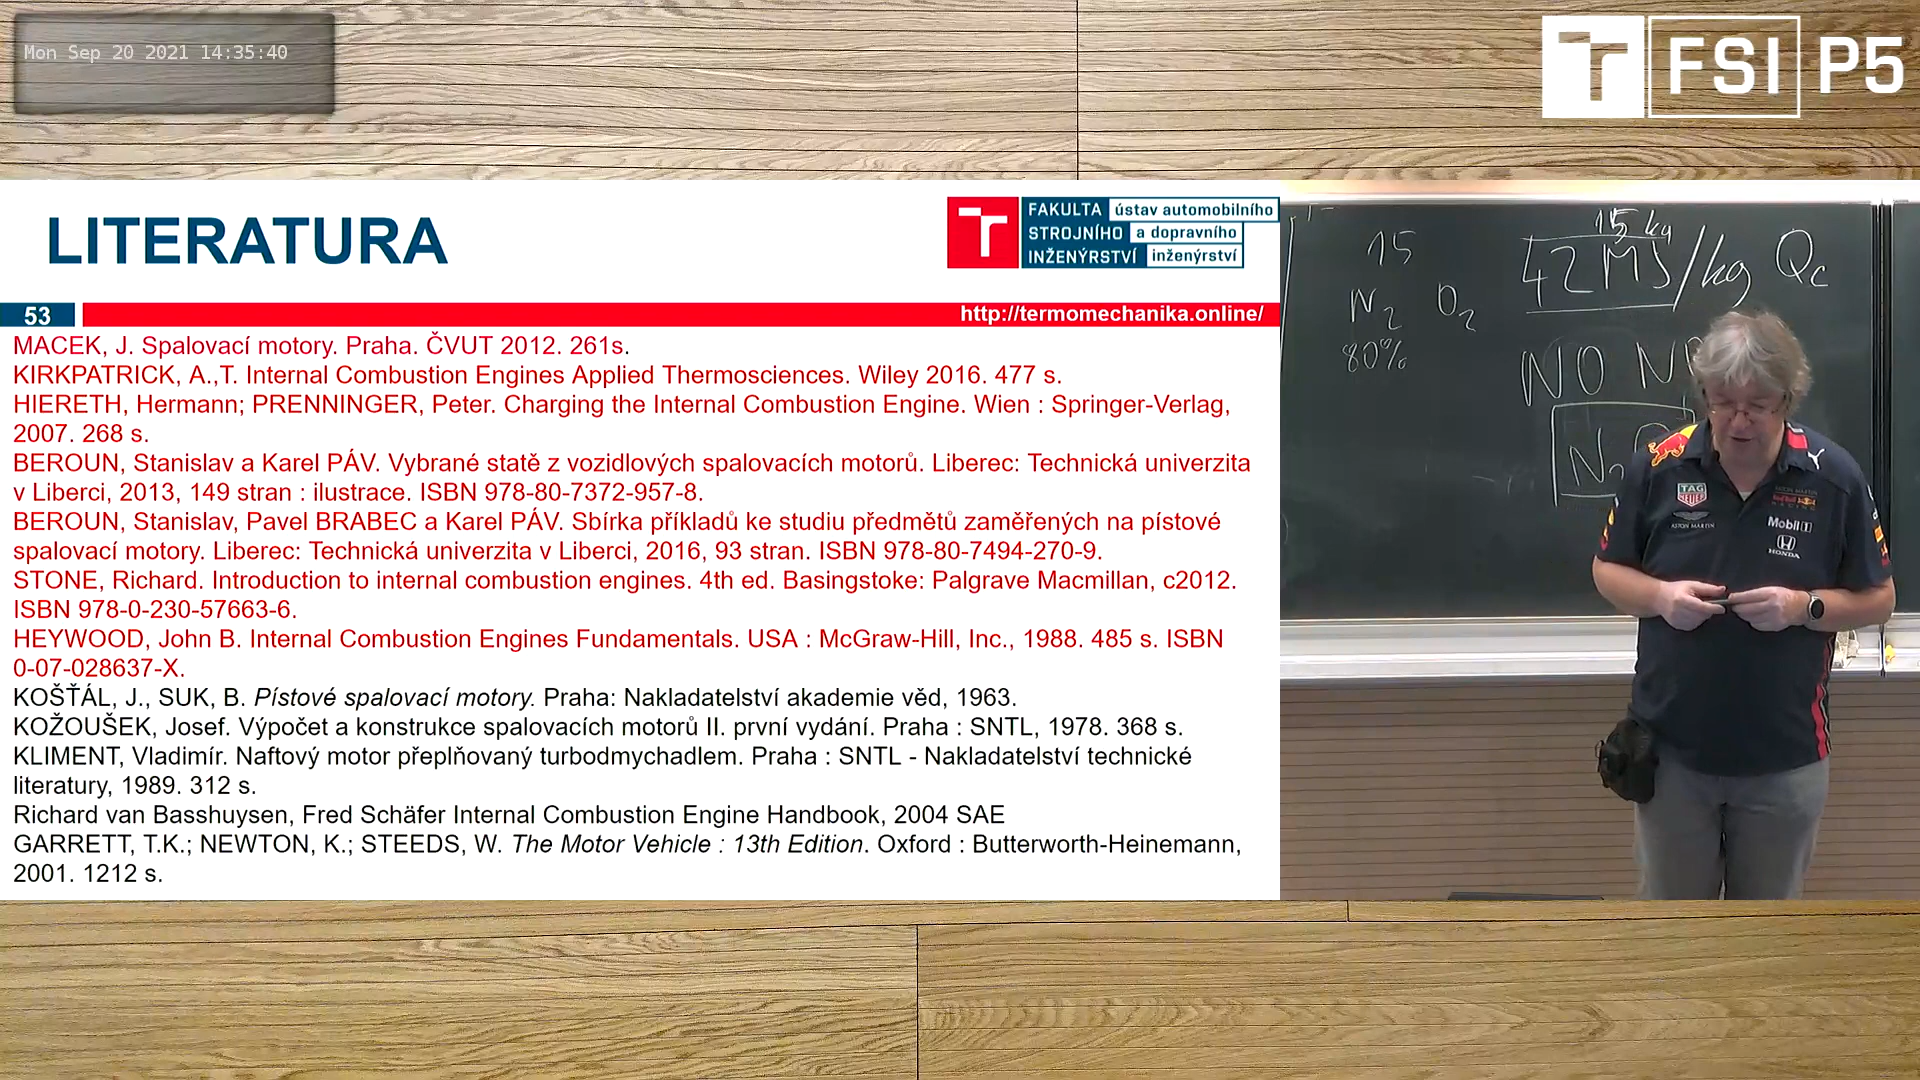 Mon Sep 20 2021 14:35:40
T FSI P5
LITERATURA
FAKULTA ústav automobilního
STROJNÍHO a dopravního
INŽENÝRSTVÍ inženýrství
53
http://termomechanika.online/
MACEK, J. Spalovací motory. Praha. ČVUT 2012. 261s.
KIRKPATRICK, A.,T. Internal Combustion Engines Applied Thermosciences. Wiley 2016. 477 s.
HIERETH, Hermann; PRENNINGER, Peter. Charging the Internal Combustion Engine. Wien : Springer-Verlag,
2007. 268 s.
BEROUN, Stanislav a Karel PÁV. Vybrané statě z vozidlových spalovacích motorů. Liberec: Technická univerzita
v Liberci, 2013, 149 stran : ilustrace. ISBN 978-80-7372-957-8.
BEROUN, Stanislav, Pavel BRABEC a Karel PÁV. Sbírka příkladů ke studiu předmětů zaměřených na pístové
spalovací motory. Liberec: Technická univerzita v Liberci, 2016, 93 stran. ISBN 978-80-7494-270-9.
STONE, Richard. Introduction to internal combustion engines. 4th ed. Basingstoke: Palgrave Macmillan, c2012.
ISBN 978-0-230-57663-6.
HEYWOOD, John B. Internal Combustion Engines Fundamentals. USA : McGraw-Hill, Inc., 1988. 485 s. ISBN
0-07-028637-X.
KOŠŤÁL, J., SUK, B. Pístové spalovací motory. Praha: Nakladatelství akademie věd, 1963.
KOŽOUŠEK, Josef. Výpočet a konstrukce spalovacích motorů II. první vydání. Praha : SNTL, 1978. 368 s.
KLIMENT, Vladimír. Naftový motor přeplňovaný turbodmychadlem. Praha : SNTL - Nakladatelství technické
literatury, 1989. 312 s.
Richard van Basshuysen, Fred Schäfer Internal Combustion Engine Handbook, 2004 SAE
GARRETT, T.K.; NEWTON, K.; STEEDS, W. The Motor Vehicle : 13th Edition. Oxford : Butterworth-Heinemann,
2001. 1212 s.
15 kg
15
42 MJ/kg Qc
N2 O2
80%
NO
TAG
HEUER
ASTON MARTIN
Mobil 1
HONDA